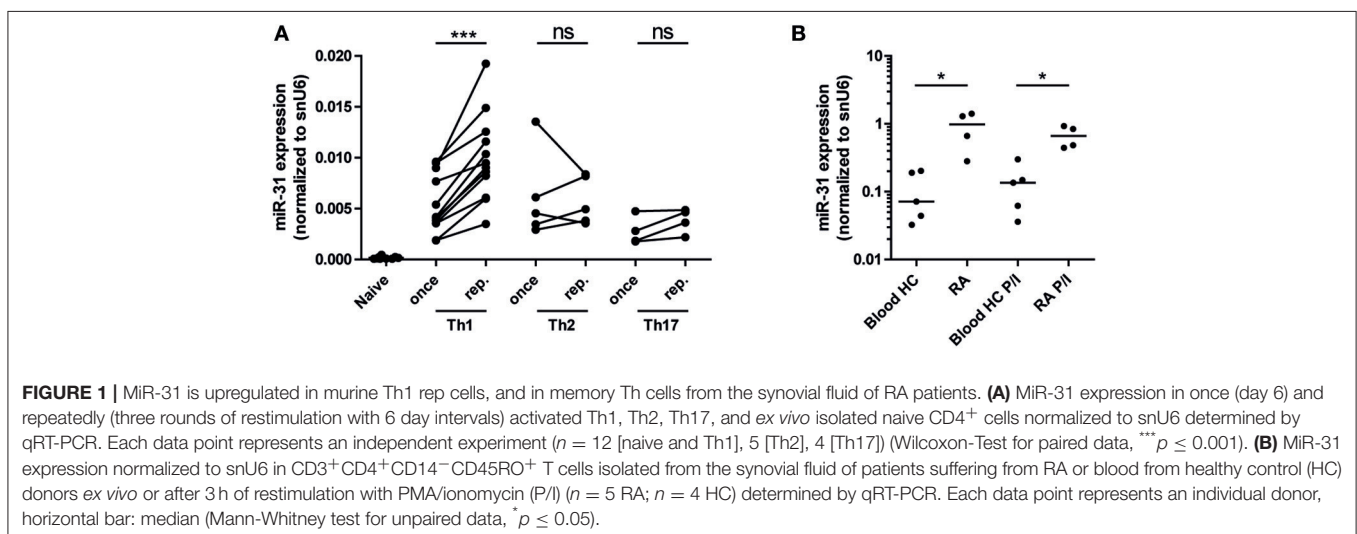 A
*** ns ns
miR-31 expression
(normalized to snU6)
0.020
0.015
0.010
0.005
0.000
Naive once rep. once rep. once rep.
Th1 Th2 Th17
B
* *
miR-31 expression
(normalized to snU6)
10
1
0.1
0.01
Blood HC RA Blood HC P/I RA P/I
FIGURE 1 | MiR-31 is upregulated in murine Th1 rep cells, and in memory Th cells from the synovial fluid of RA patients. (A) MiR-31 expression in once (day 6) and
repeatedly (three rounds of restimulation with 6 day intervals) activated Th1, Th2, Th17, and ex vivo isolated naive CD4+ cells normalized to snU6 determined by
qRT-PCR. Each data point represents an independent experiment (n = 12 [naive and Th1], 5 [Th2], 4 [Th17]) (Wilcoxon-Test for paired data, ***p ≤ 0.001). (B) MiR-31
expression normalized to snU6 in CD3+CD4+CD14−CD45RO+ T cells isolated from the synovial fluid of patients suffering from RA or blood from healthy control (HC)
donors ex vivo or after 3 h of restimulation with PMA/ionomycin (P/I) (n = 5 RA; n = 4 HC) determined by qRT-PCR. Each data point represents an individual donor,
horizontal bar: median (Mann-Whitney test for unpaired data, *p ≤ 0.05).